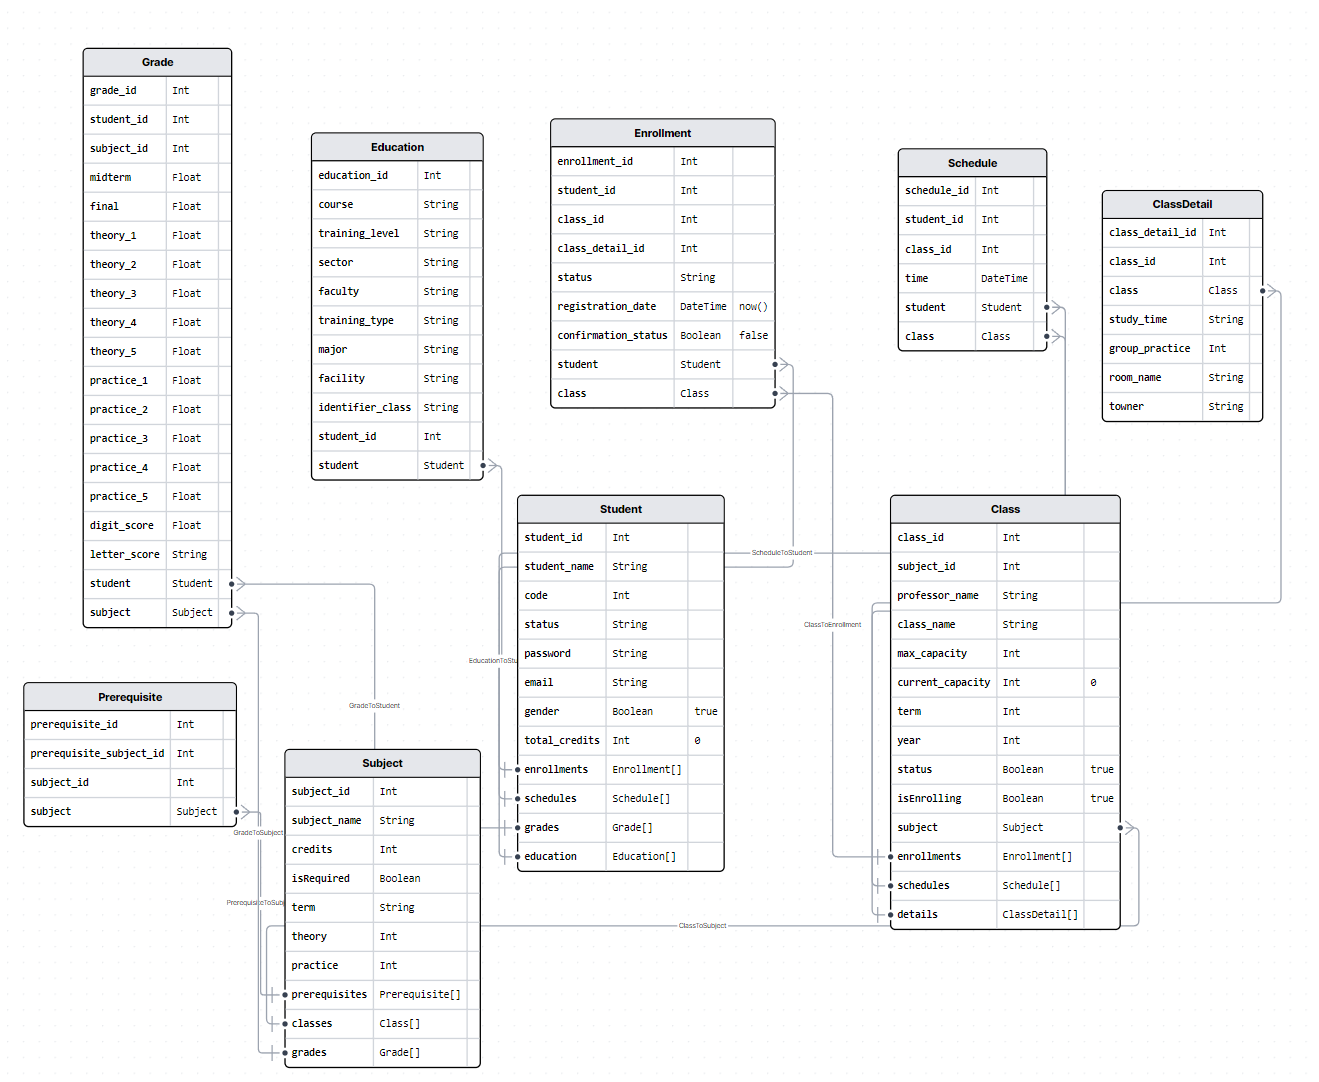 Grade
grade_id Int
student_id Int
subject_id Int
midterm Float
final Float
theory_1 Float
theory_2 Float
theory_3 Float
theory_4 Float
theory_5 Float
practice_1 Float
practice_2 Float
practice_3 Float
practice_4 Float
practice_5 Float
digit_score Float
letter_score String
student Student
subject Subject
Education
education_id Int
course String
training_level String
sector String
faculty String
training_type String
major String
facility String
identifier_class String
student_id Int
student Student
Enrollment
enrollment_id Int
student_id Int
class_id Int
class_detail_id Int
status String
registration_date DateTime now()
confirmation_status Boolean false
student Student
class Class
Schedule
schedule_id Int
student_id Int
class_id Int
time DateTime
student Student
class Class
ClassDetail
class_detail_id Int
class_id Int
class Class
study_time String
group_practice Int
room_name String
towner String
Student
student_id Int
student_name String
code Int
status String
password String
email String
gender Boolean true
total_credits Int 0
enrollments Enrollment[]
schedules Schedule[]
grades Grade[]
education Education[]
Class
class_id Int
subject_id Int
professor_name String
class_name String
max_capacity Int
current_capacity Int 0
term Int
year Int
status Boolean true
isEnrolling Boolean true
subject Subject
enrollments Enrollment[]
schedules Schedule[]
details ClassDetail[]
Prerequisite
prerequisite_id Int
prerequisite_subject_id Int
subject_id Int
subject Subject
Subject
subject_id Int
subject_name String
credits Int
isRequired Boolean
term String
theory Int
practice Int
prerequisites Prerequisite[]
classes Class[]
grades Grade[]
ScheduleToStudent
ClassToEnrollment
EducationToStu
GradeToStudent
GradeToSubject
PrerequisiteToSubj
ClassToSubject